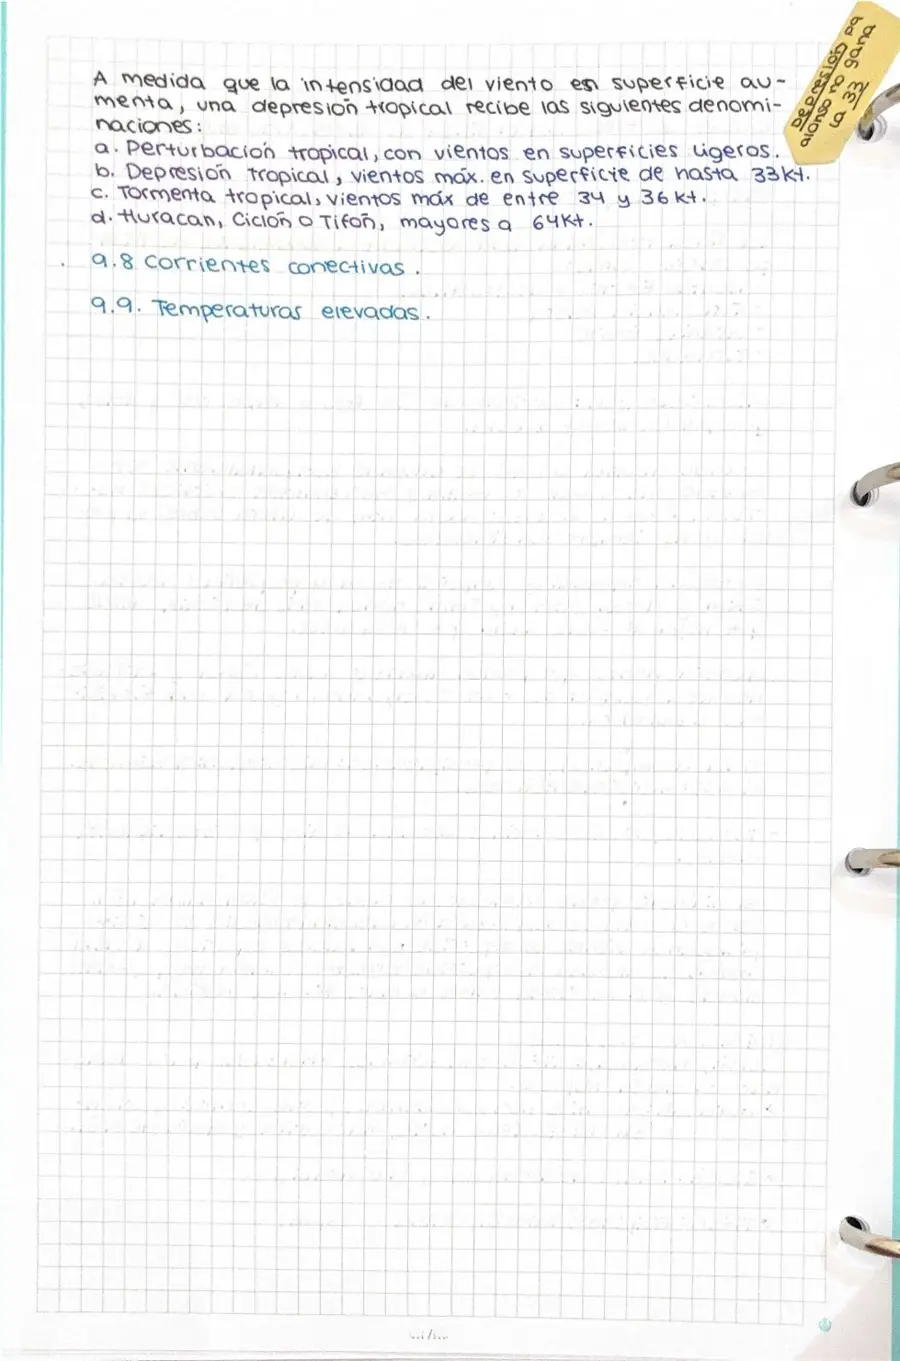 A medida que la intensidad del viento en superficie au-
menta, una depresión tropical recibe las siguientes denomi-
naciones:
a. Perturbación tropical, con vientos en superficies ligeros.
b. Depresión tropical, vientos máx. en superficie de hasta 33kt.
c. Tormenta tropical, vientos máx de entre 34 y 36kt.
d. Huracan, Ciclón o Tifón, mayores a 64kt.
9.8 Corrientes conectivas.
9.9. Temperaturas elevadas.
Depresión pq
alonso no gana
la 33